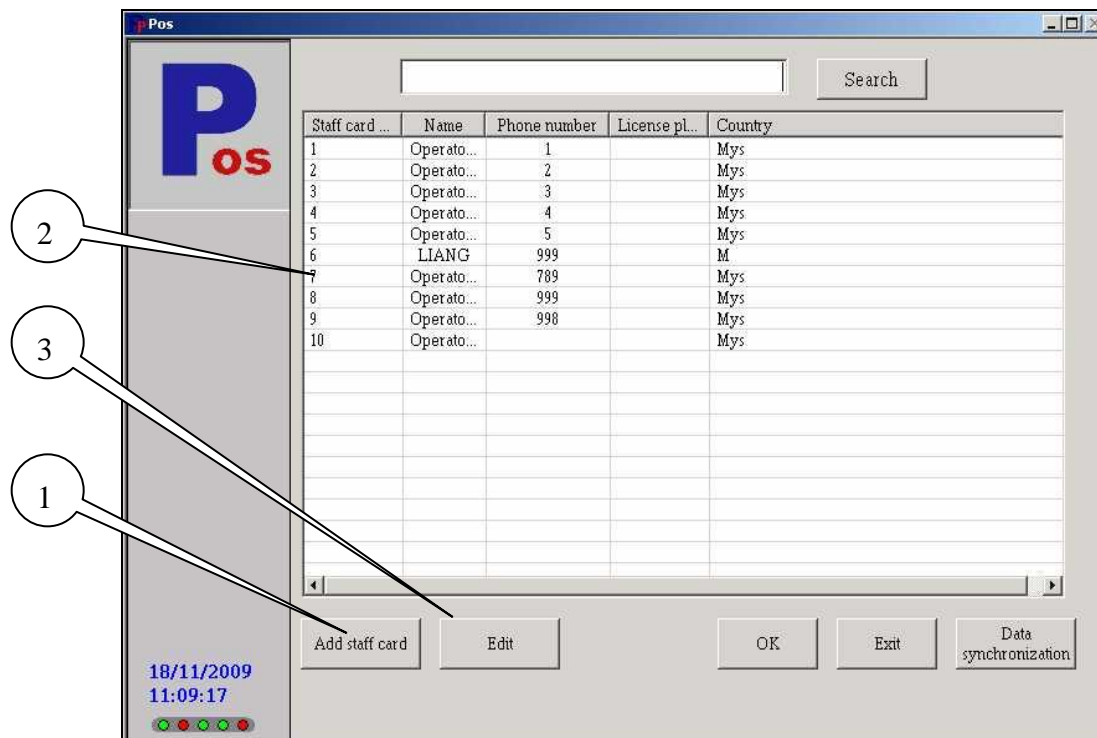 Pos
Pos
Search
Staff card ... Name Phone number License pl... Country
1 Operato... 1 Mys
2 Operato... 2 Mys
3 Operato... 3 Mys
4 Operato... 4 Mys
5 Operato... 5 Mys
6 LIANG 999 M
7 Operato... 789 Mys
8 Operato... 999 Mys
9 Operato... 998 Mys
10 Operato... Mys
2
3
1
Add staff card
Edit
OK
Exit
Data
synchronization
18/11/2009
11:09:17